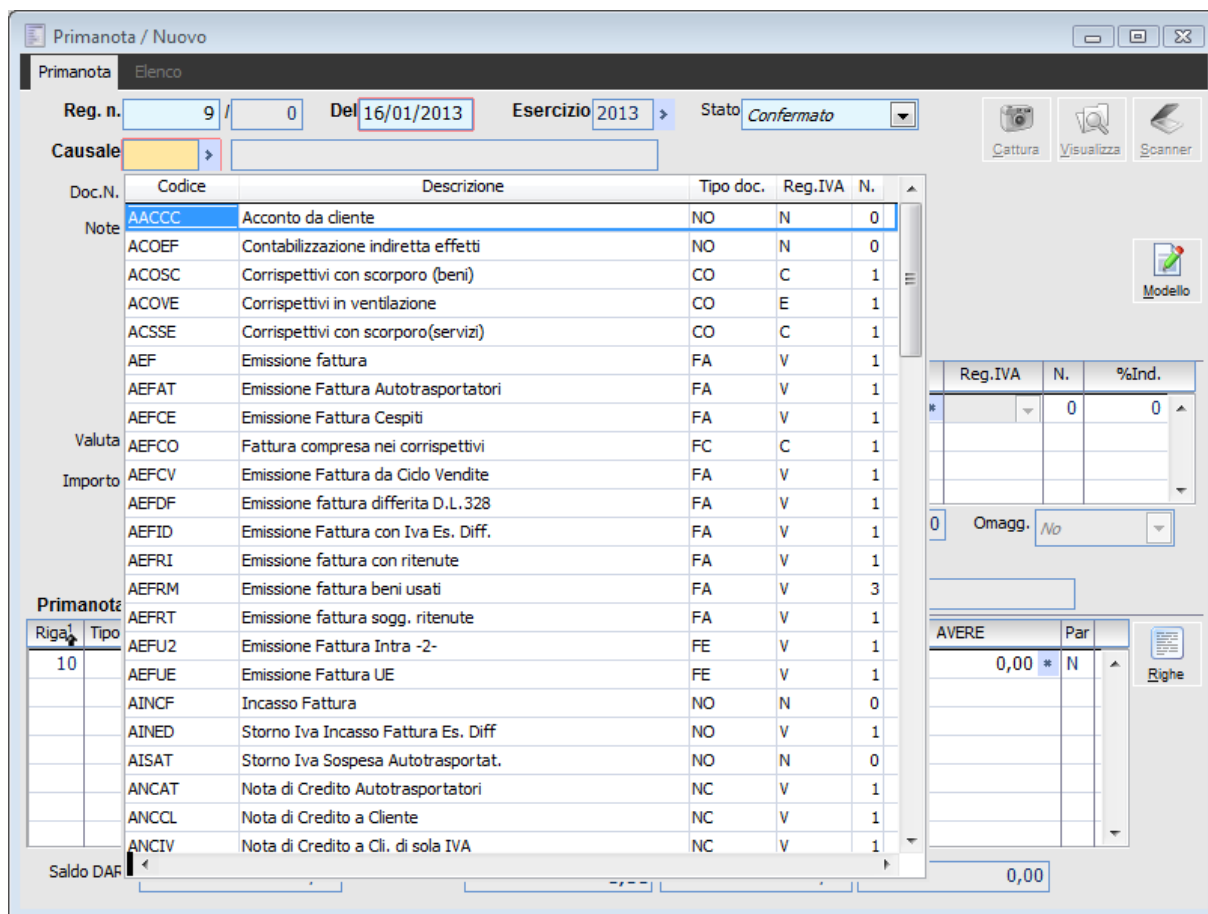 Primanota / Nuovo
Primanota Elenco
Reg. n. 9 / 0 Del 16/01/2013 Esercizio 2013 Stato Confermato
Cattura Visualizza Scanner
Causale
Doc.N.
Note
Codice Descrizione Tipo doc. Reg.IVA N.
AACCC Acconto da cliente NO N 0
ACOEF Contabilizzazione indiretta effetti NO N 0
ACOSC Corrispettivi con scorporo (beni) CO C 1
ACOVE Corrispettivi in ventilazione CO E 1
ACSSE Corrispettivi con scorporo(servizi) CO C 1
AEF Emissione fattura FA V 1
AEFAT Emissione Fattura Autotrasportatori FA V 1
AEFCE Emissione Fattura Cespiti FA V 1
AEFCO Fattura compresa nei corrispettivi FC C 1
AEFCV Emissione Fattura da Ciclo Vendite FA V 1
AEFDF Emissione fattura differita D.L.328 FA V 1
AEFID Emissione Fattura con Iva Es. Diff. FA V 1
AEFRI Emissione fattura con ritenute FA V 1
AEFRM Emissione fattura beni usati FA V 3
AEFRT Emissione fattura sogg. ritenute FA V 1
AEFU2 Emissione Fattura Intra -2- FE V 1
AEFUE Emissione Fattura UE FE V 1
AINCF Incasso Fattura NO N 0
AINED Storno Iva Incasso Fattura Es. Diff NO V 1
AISAT Storno Iva Sospesa Autotrasportat. NO N 0
ANCAT Nota di Credito Autotrasportatori NC V 1
ANCCL Nota di Credito a Cliente NC V 1
ANCIV Nota di Credito a Cli. di sola IVA NC V 1
Modello
Reg.IVA N. %Ind.
* 0 0
Valuta
Importo
0 Omagg. No
Primanota
Riga 1 Tipo AVERE Par
10 0,00 * N
Righe
Saldo DAR 0,00